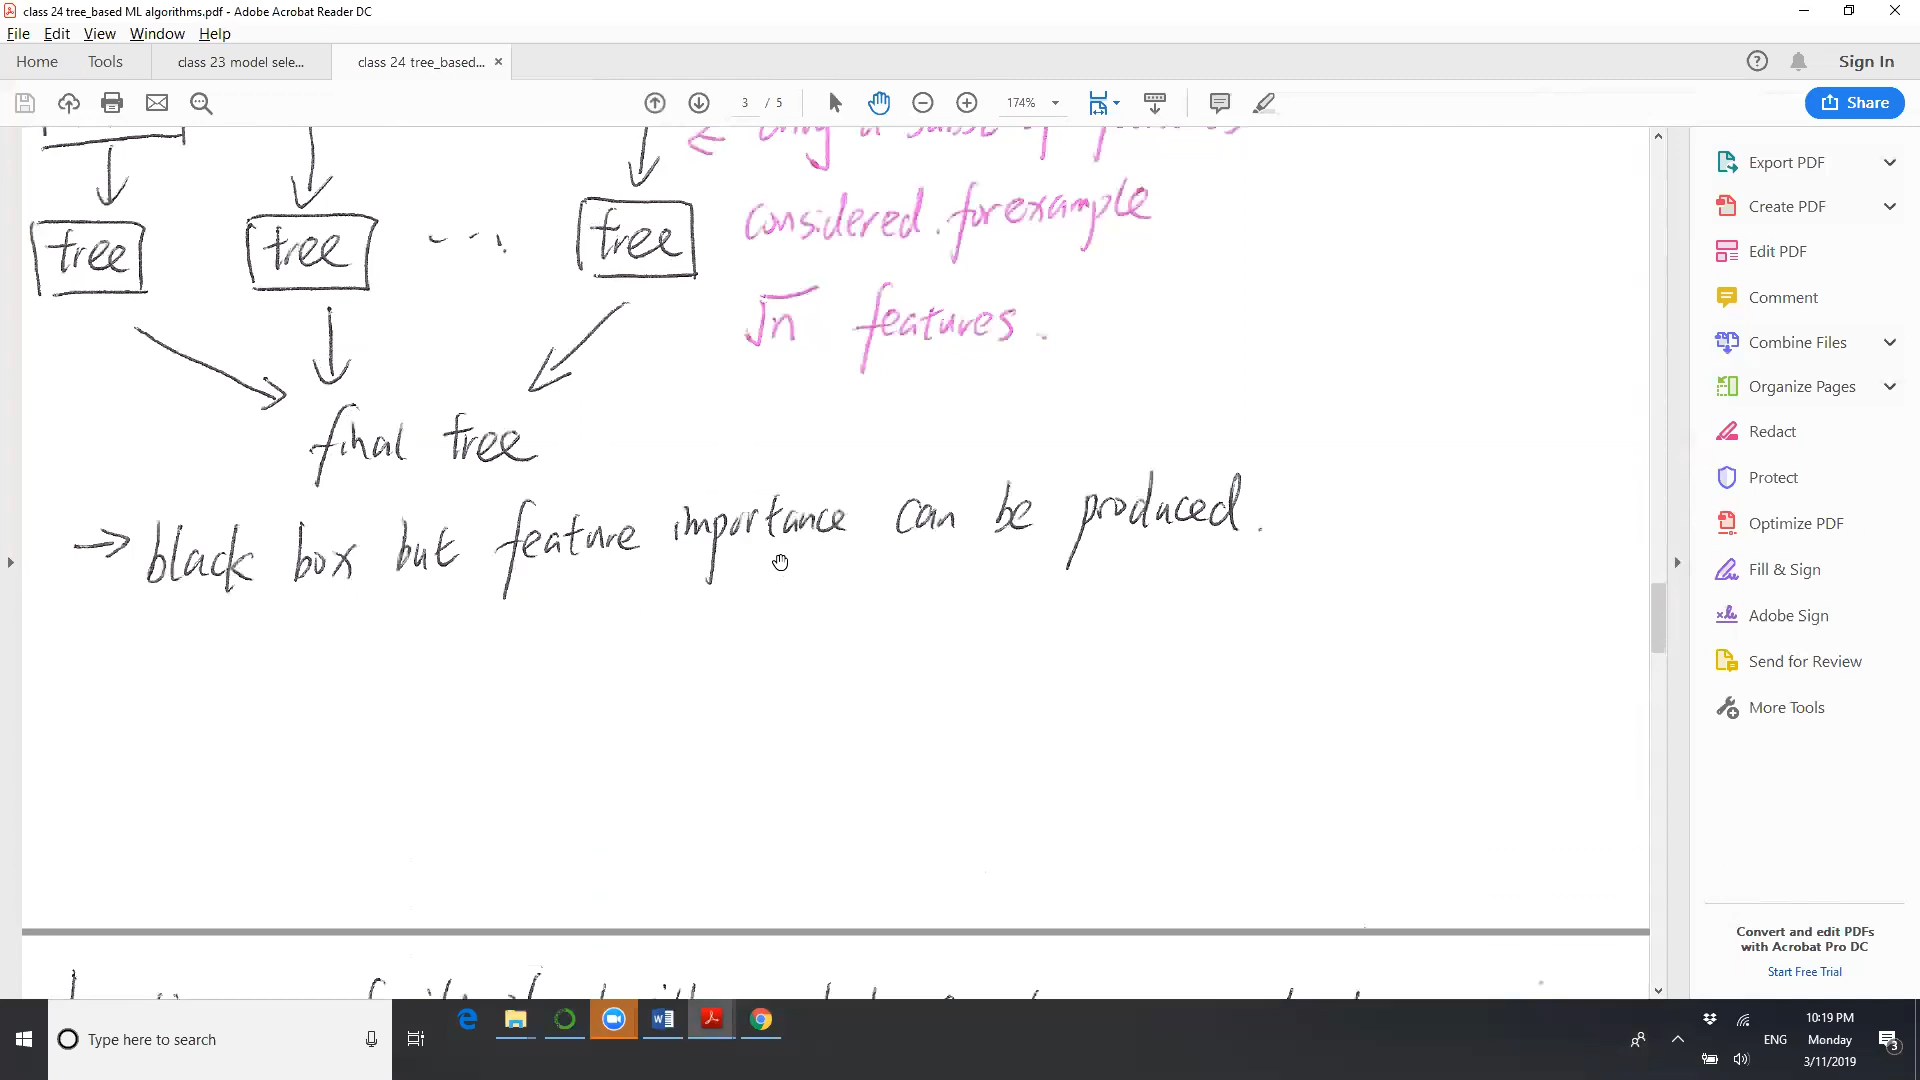 class 24 tree_based ML algorithms.pdf - Adobe Acrobat Reader DC
File Edit View Window Help
Home Tools class 23 model sele... class 24 tree_based... × Sign In
3 / 5 174% Share
considered. for example
√n features.
tree tree ... tree
final tree
→ black box but feature importance can be produced.
Export PDF
Create PDF
Edit PDF
Comment
Combine Files
Organize Pages
Redact
Protect
Optimize PDF
Fill & Sign
Adobe Sign
Send for Review
More Tools
Convert and edit PDFs
with Acrobat Pro DC
Start Free Trial
Type here to search
10:19 PM
ENG Monday
3/11/2019
3